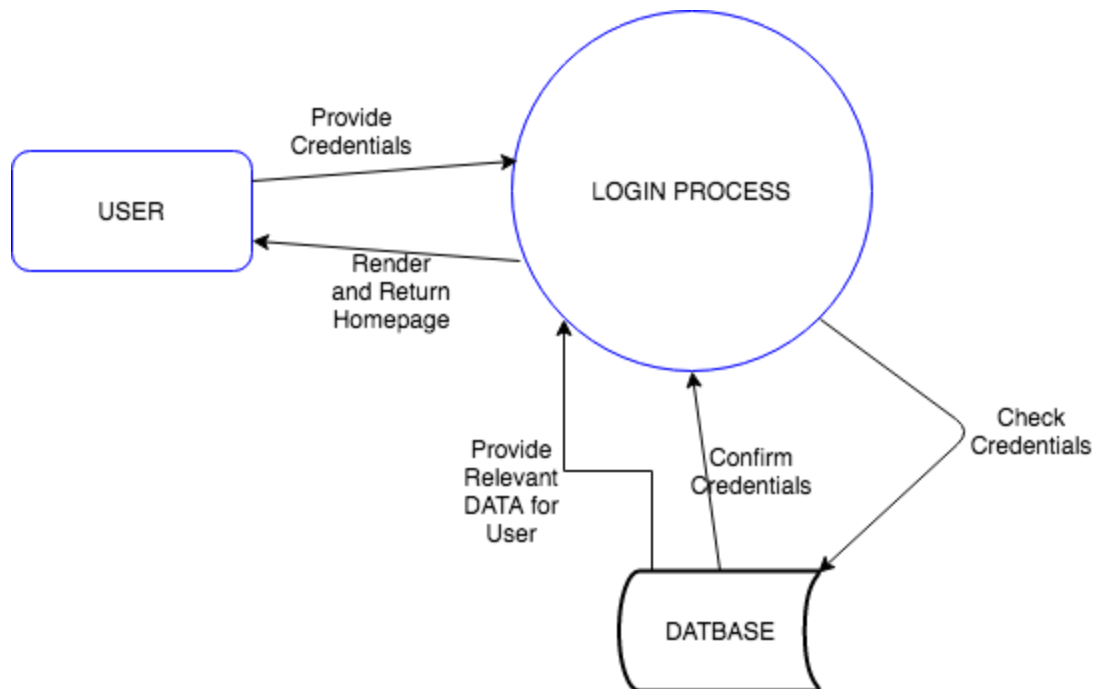 Provide
Credentials
USER
LOGIN PROCESS
Render
and Return
Homepage
Check
Credentials
Provide
Relevant
DATA for
User
Confirm
Credentials
DATBASE